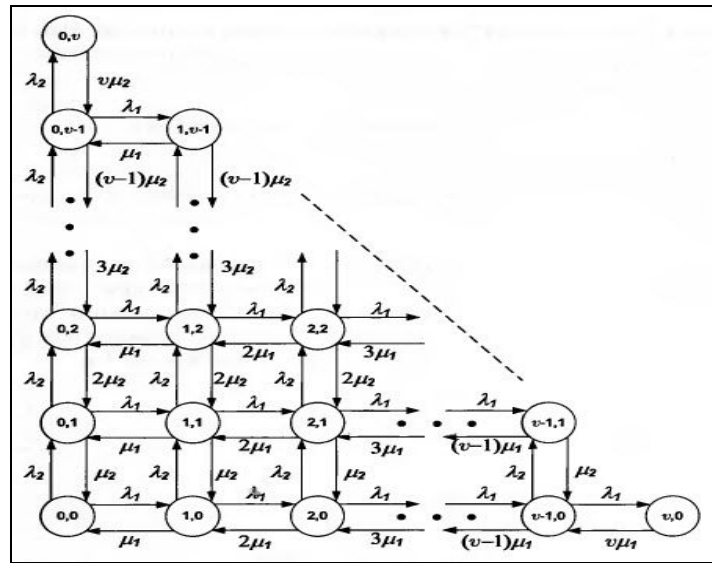 0,υ
λ₂ υμ₂
λ₁
0,υ-1 1,υ-1
μ₁
λ₂ (υ−1)μ₂ (υ−1)μ₂
3μ₂ 3μ₂
λ₂ λ₂ λ₂
λ₁ λ₁ λ₁
0,2 1,2 2,2
μ₁ 2μ₁ 3μ₁
λ₂ 2μ₂ λ₂ 2μ₂ λ₂ 2μ₂
λ₁ λ₁ λ₁ λ₁
0,1 1,1 2,1 υ-1,1
μ₁ 2μ₁ 3μ₁ (υ−1)μ₁
λ₂ μ₂ λ₂ μ₂ λ₂ μ₂ λ₂ μ₂
λ₁ λ₁ λ₁ λ₁ λ₁
0,0 1,0 2,0 υ-1,0 υ,0
μ₁ 2μ₁ 3μ₁ (υ−1)μ₁ υμ₁